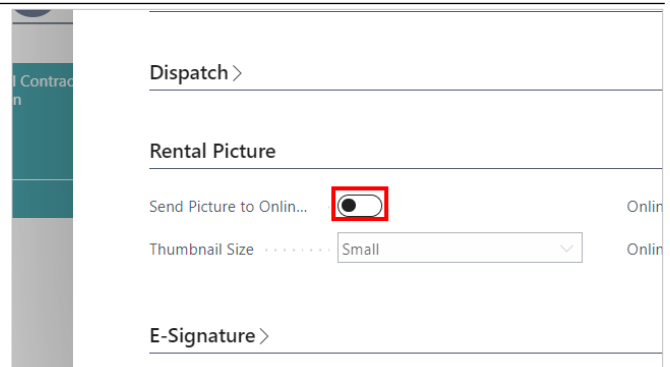 l Contrac
n
Dispatch >
Rental Picture
Send Picture to Onlin...
Onlin
Thumbnail Size ........ Small
Onlin
E-Signature >